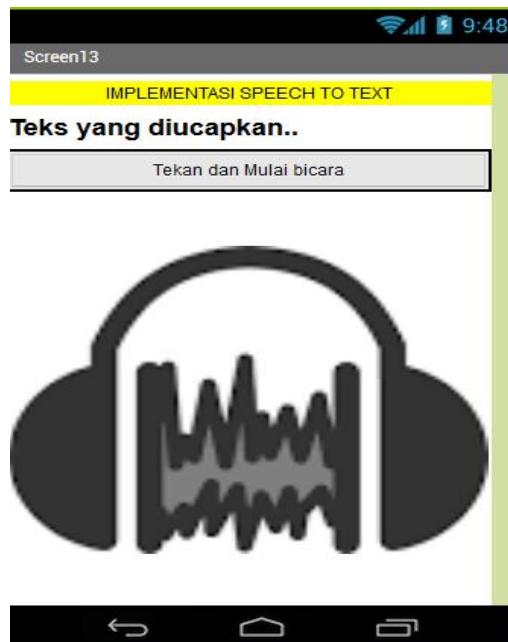 9:48
Screen13
IMPLEMENTASI SPEECH TO TEXT
Teks yang diucapkan..
Tekan dan Mulai bicara